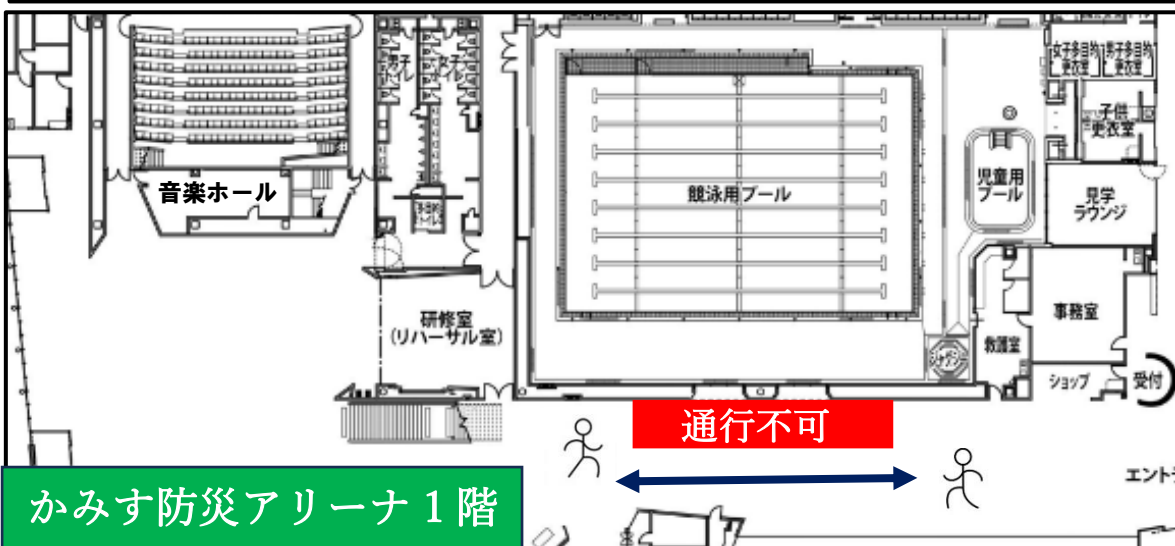 男子
トイレ
女子
トイレ
女子多目的
更衣室
男子多目的
更衣室
子供
更衣室
音楽ホール
競泳用プール
児童用
プール
見学
ラウンジ
研修室
(リハーサル室)
事務室
救護室
ジャグジー
ショップ
受付
通行不可
エントラ
かみす防災アリーナ1階